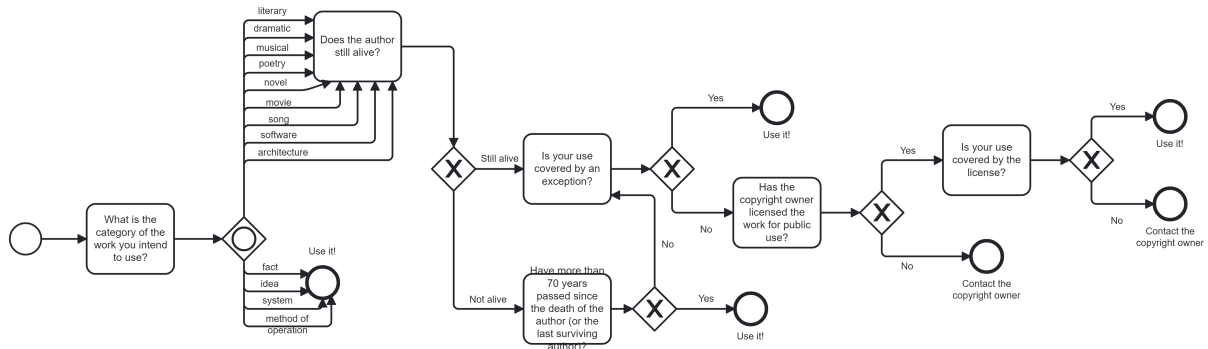 literary
dramatic
musical
poetry
novel
movie
song
software
architecture
Does the author
still alive?
What is the
category of the
work you intend
to use?
Use it!
fact
idea
system
method of
operation
Still alive
Not alive
Is your use
covered by an
exception?
Have more than
70 years
passed since
the death of the
author (or the
last surviving
author)?
No
Yes
Use it!
Yes
Use it!
No
Has the
copyright owner
licensed the
work for public
use?
Yes
No
Contact the
copyright owner
Is your use
covered by the
license?
Yes
Use it!
No
Contact the
copyright owner